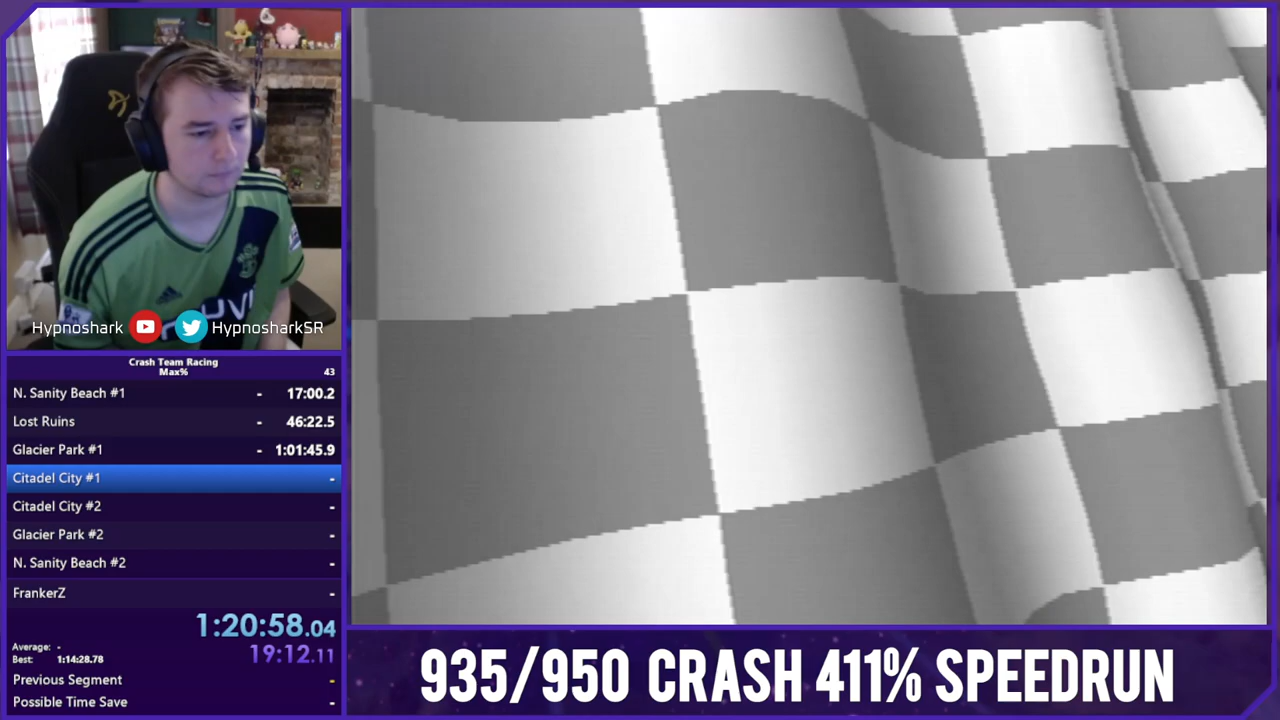 Hypnoshark HypnosharkSR
Crash Team Racing
Max% 43
N. Sanity Beach #1 - 17:00.2
Lost Ruins - 46:22.5
Glacier Park #1 - 1:01:45.9
Citadel City #1 -
Citadel City #2 -
Glacier Park #2 -
N. Sanity Beach #2 -
FrankerZ -
1:20:58.04
Average: -
Best: 1:14:28.78
19:12.11
Previous Segment -
Possible Time Save -
935/950 CRASH 411% SPEEDRUN